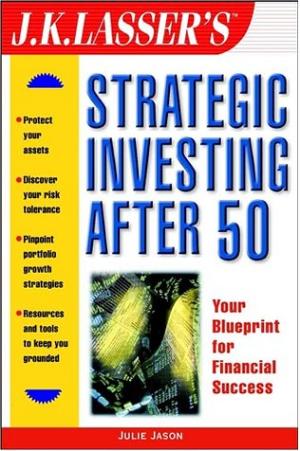 J.K.LASSER'S™
STRATEGIC
INVESTING
AFTER 50
• Protect
your
assets
• Discover
your risk
tolerance
• Pinpoint
portfolio
growth
strategies
• Resources
and tools
to keep you
grounded
Your
Blueprint
for
Financial
Success
JULIE JASON